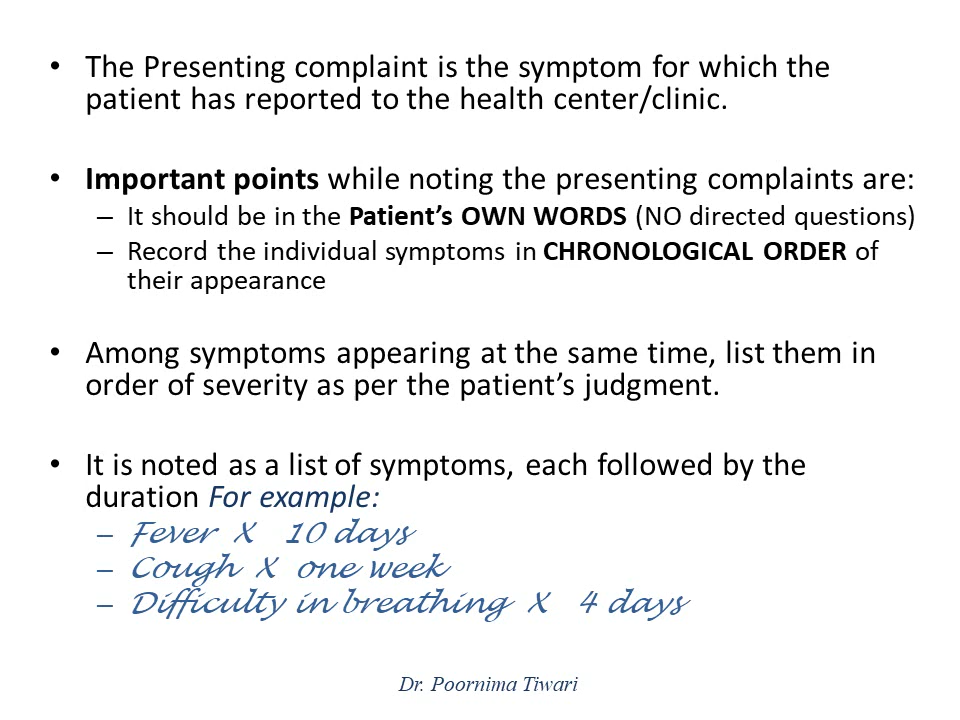 • The Presenting complaint is the symptom for which the
patient has reported to the health center/clinic.
• Important points while noting the presenting complaints are:
– It should be in the Patient’s OWN WORDS (NO directed questions)
– Record the individual symptoms in CHRONOLOGICAL ORDER of
their appearance
• Among symptoms appearing at the same time, list them in
order of severity as per the patient’s judgment.
• It is noted as a list of symptoms, each followed by the
duration For example:
– Fever X 10 days
– Cough X one week
– Difficulty in breathing X 4 days
Dr. Poornima Tiwari